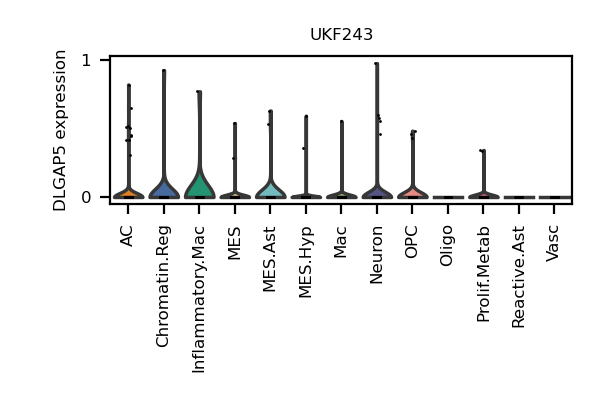 UKF243
DLGAP5 expression
1
0
AC
Chromatin.Reg
Inflammatory.Mac
MES
MES.Ast
MES.Hyp
Mac
Neuron
OPC
Oligo
Prolif.Metab
Reactive.Ast
Vasc